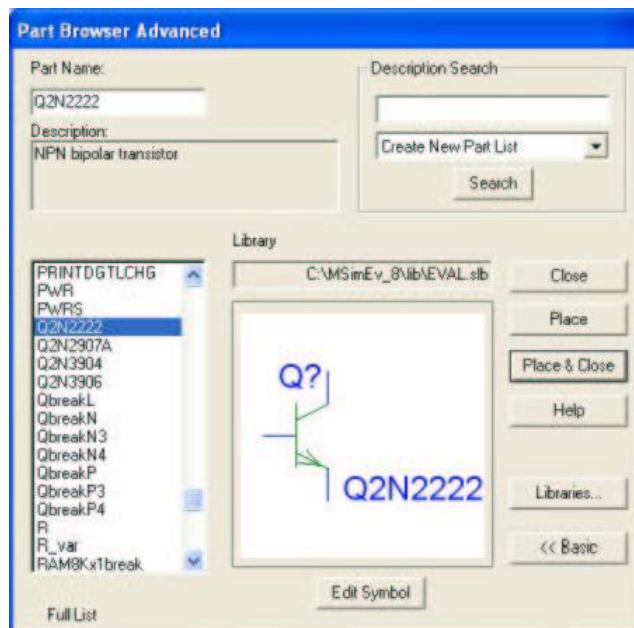 Part Browser Advanced
Part Name:
Q2N2222
Description:
NPN bipolar transistor
Description Search
Create New Part List
Search
Library
C:\MSimEv_8\lib\EVAL.slb
PRINTDGTLCHG
PWR
PWRS
Q2N2222
Q2N2907A
Q2N3904
Q2N3906
QbreakL
QbreakN
QbreakN3
QbreakN4
QbreakP
QbreakP3
QbreakP4
R
R_var
RAM8Kx1break
Full List
Q?
Q2N2222
Edit Symbol
Close
Place
Place & Close
Help
Libraries...
<< Basic